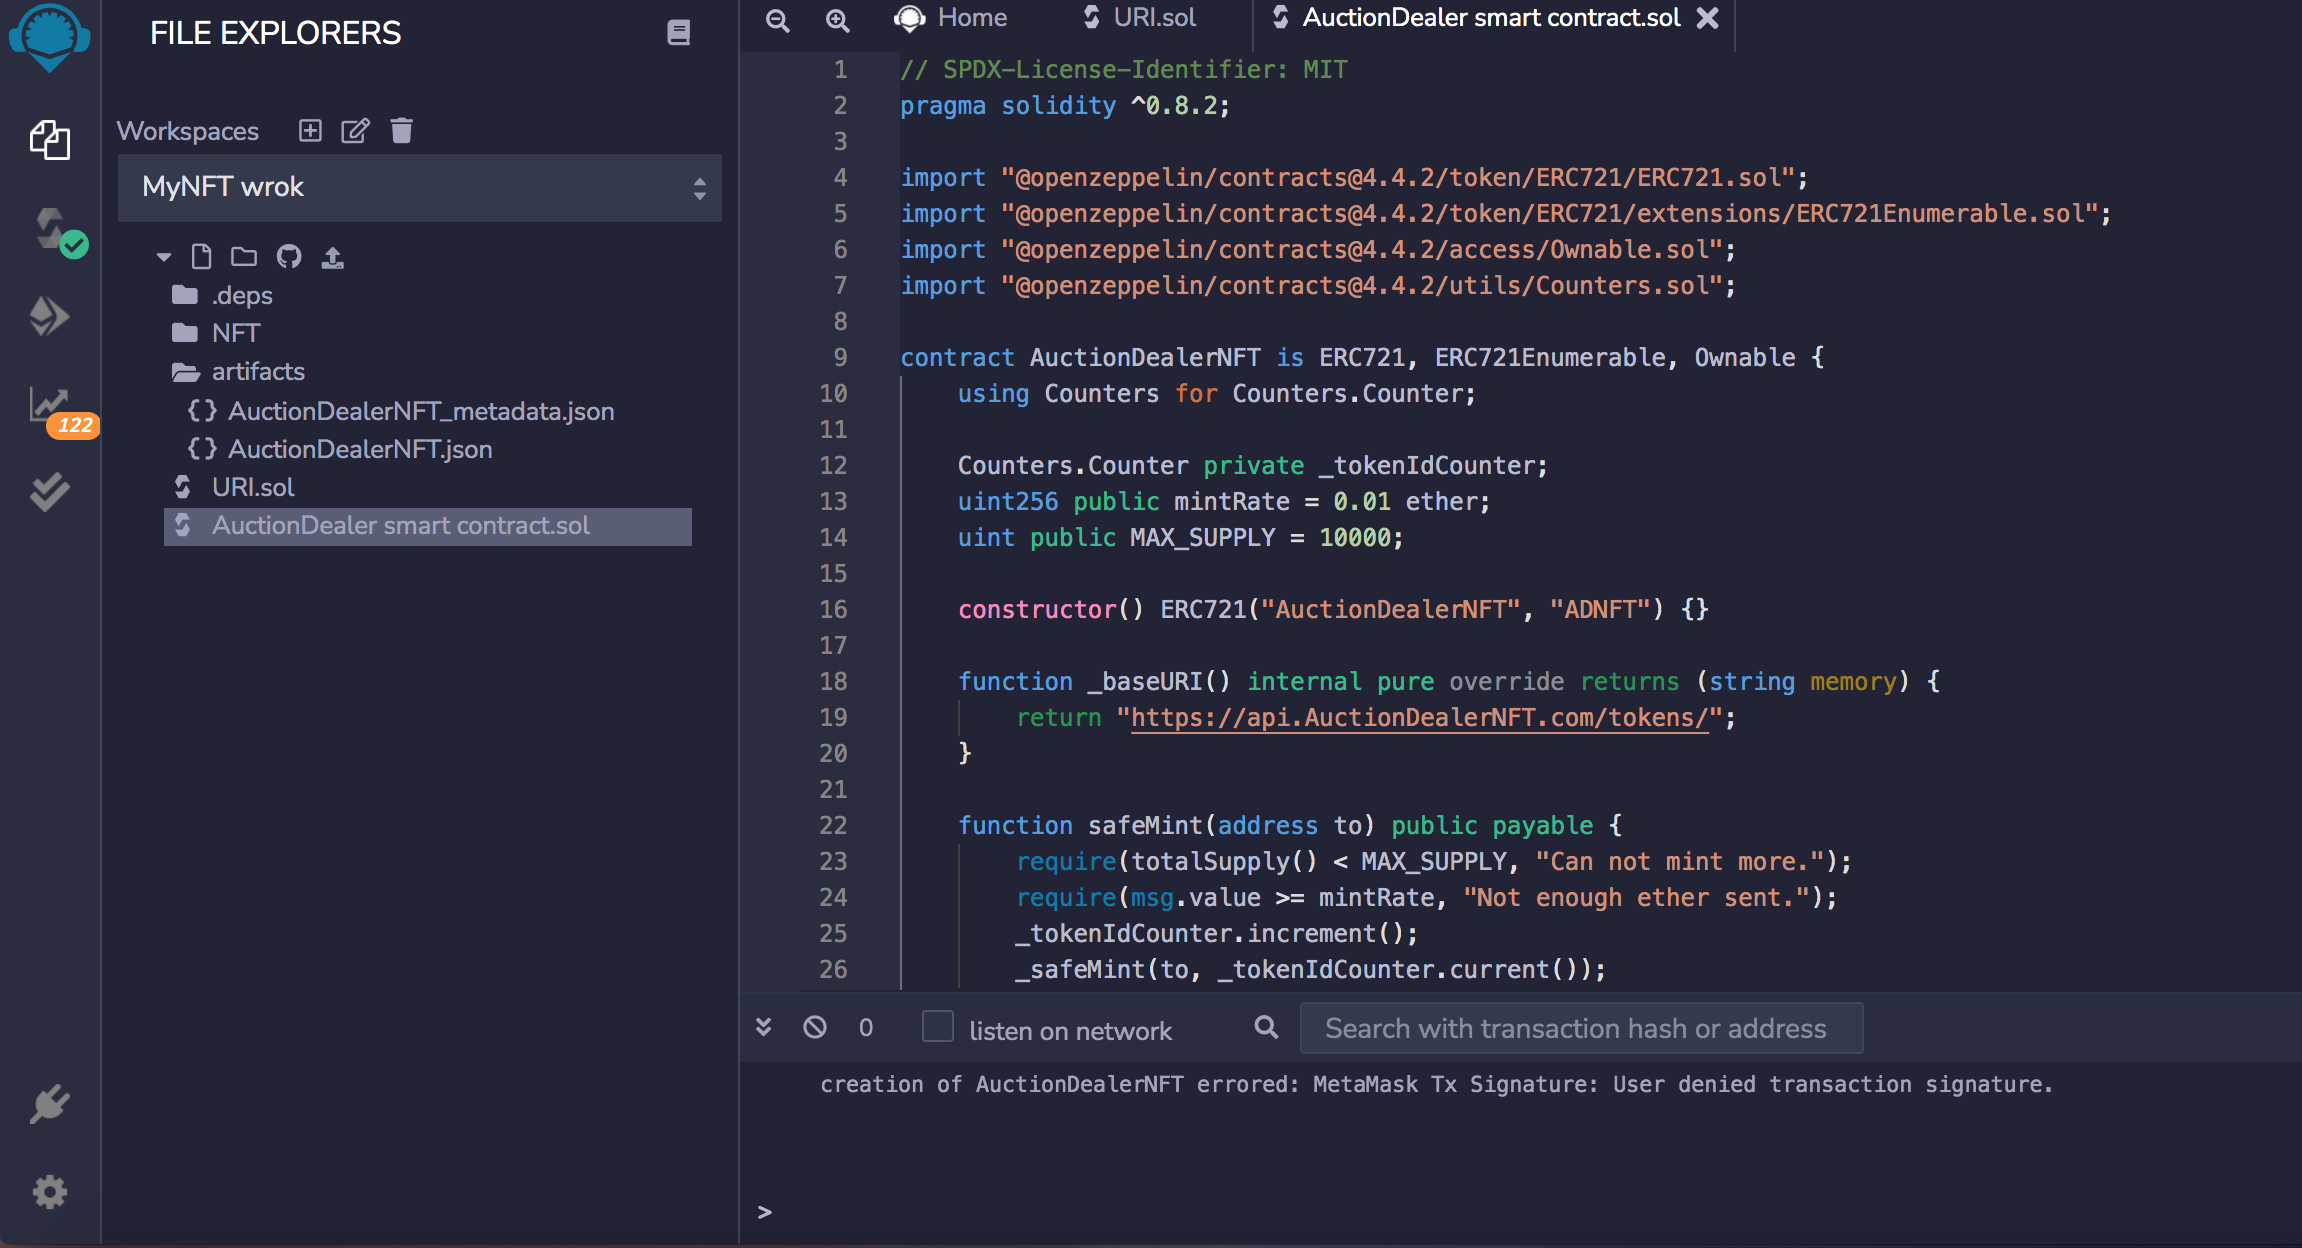 FILE EXPLORERS
Workspaces
MyNFT wrok
.deps
NFT
artifacts
{} AuctionDealerNFT_metadata.json
{} AuctionDealerNFT.json
URI.sol
AuctionDealer smart contract.sol
122
Home
URI.sol
AuctionDealer smart contract.sol
1 // SPDX-License-Identifier: MIT
2 pragma solidity ^0.8.2;
3
4 import "@openzeppelin/contracts@4.4.2/token/ERC721/ERC721.sol";
5 import "@openzeppelin/contracts@4.4.2/token/ERC721/extensions/ERC721Enumerable.sol";
6 import "@openzeppelin/contracts@4.4.2/access/Ownable.sol";
7 import "@openzeppelin/contracts@4.4.2/utils/Counters.sol";
8
9 contract AuctionDealerNFT is ERC721, ERC721Enumerable, Ownable {
10 using Counters for Counters.Counter;
11
12 Counters.Counter private _tokenIdCounter;
13 uint256 public mintRate = 0.01 ether;
14 uint public MAX_SUPPLY = 10000;
15
16 constructor() ERC721("AuctionDealerNFT", "ADNFT") {}
17
18 function _baseURI() internal pure override returns (string memory) {
19 return "https://api.AuctionDealerNFT.com/tokens/";
20 }
21
22 function safeMint(address to) public payable {
23 require(totalSupply() < MAX_SUPPLY, "Can not mint more.");
24 require(msg.value >= mintRate, "Not enough ether sent.");
25 _tokenIdCounter.increment();
26 _safeMint(to, _tokenIdCounter.current());
0
listen on network
Search with transaction hash or address
creation of AuctionDealerNFT errored: MetaMask Tx Signature: User denied transaction signature.
>